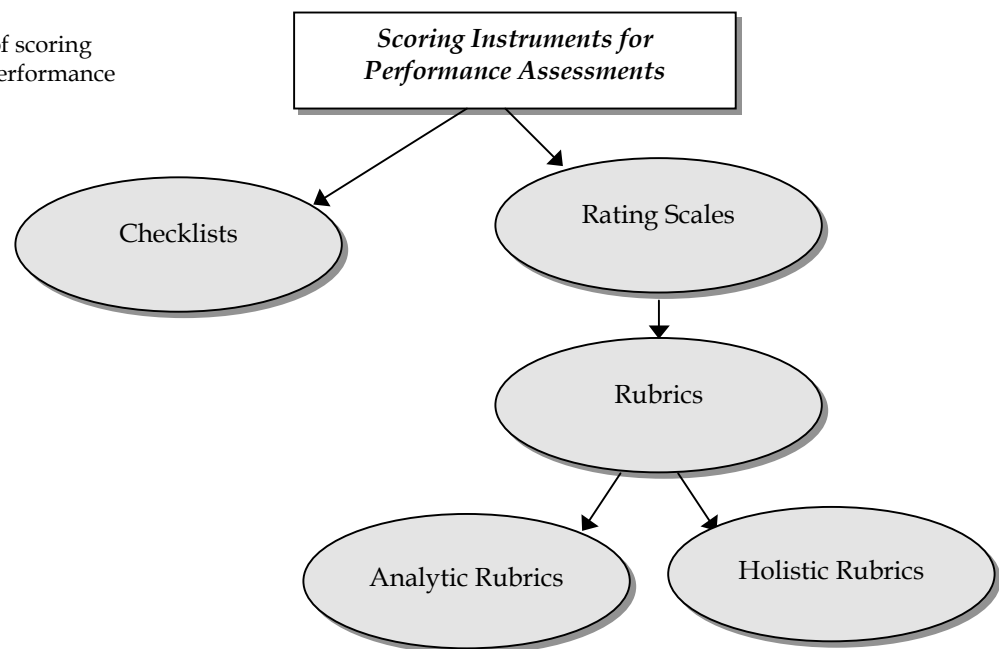 of scoring
erformance
Scoring Instruments for
Performance Assessments
Checklists
Rating Scales
Rubrics
Analytic Rubrics
Holistic Rubrics